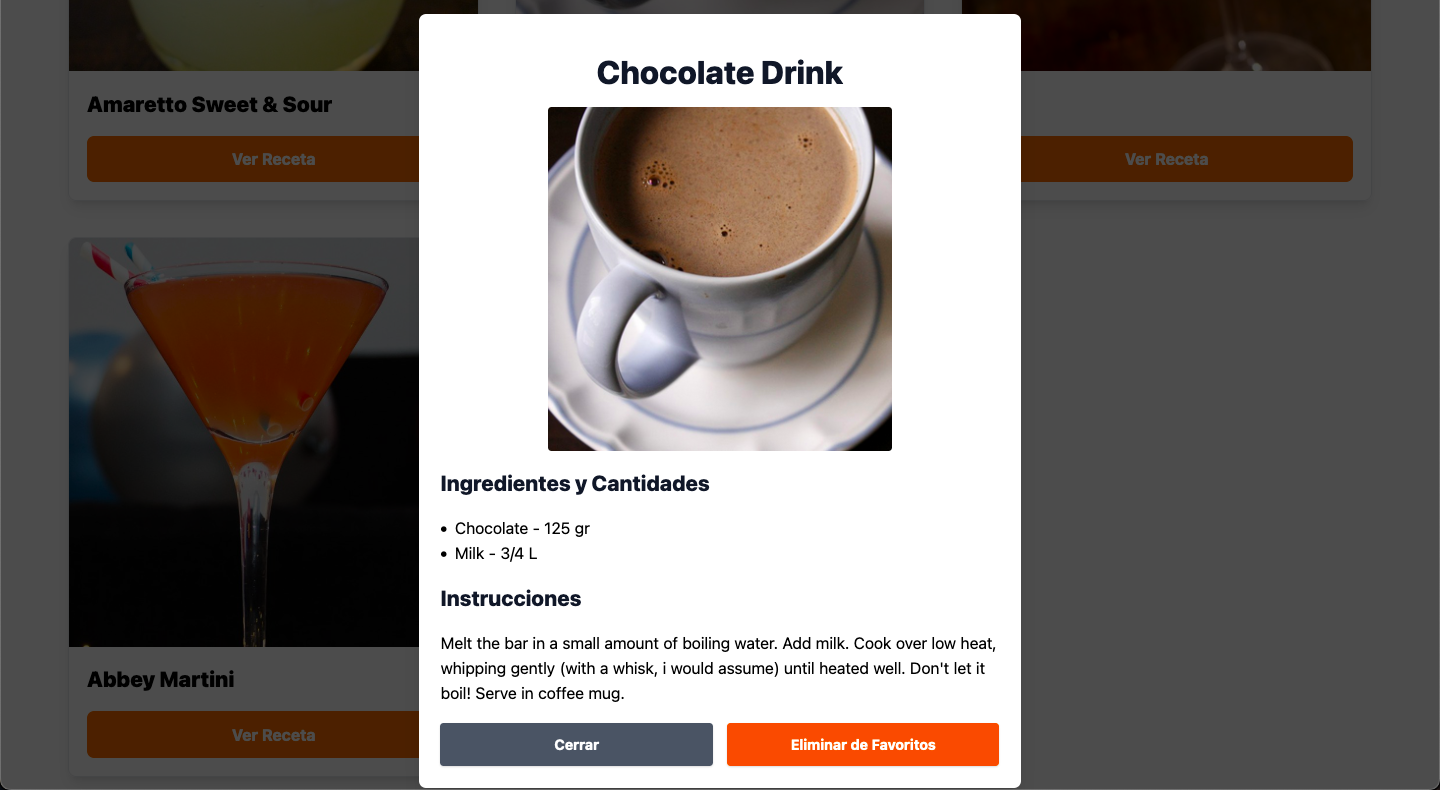 Chocolate Drink
Amaretto Sweet & Sour
Ver Receta
Ver Receta
Ingredientes y Cantidades
Chocolate - 125 gr
Milk - 3/4 L
Instrucciones
Melt the bar in a small amount of boiling water. Add milk. Cook over low heat,
whipping gently (with a whisk, i would assume) until heated well. Don't let it
boil! Serve in coffee mug.
Abbey Martini
Ver Receta
Cerrar
Eliminar de Favoritos